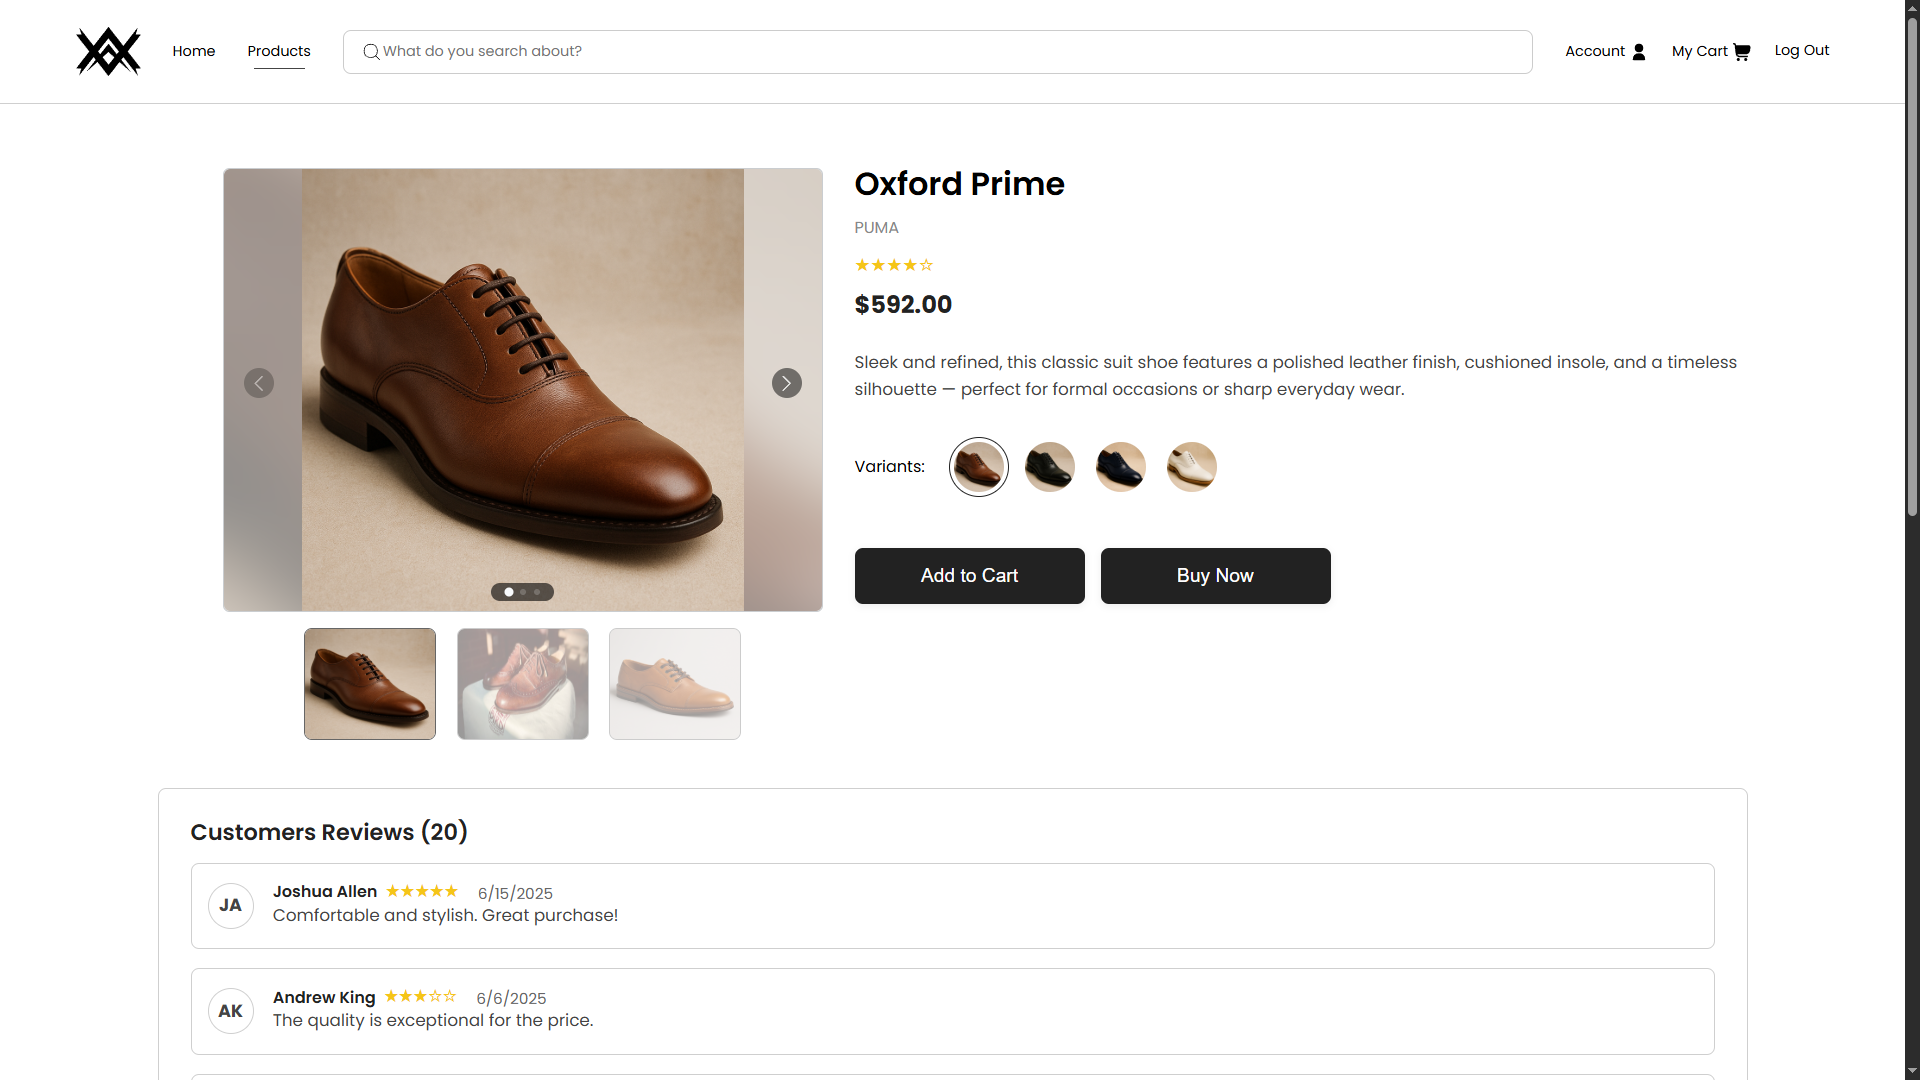 Home
Products
What do you search about?
Account
My Cart
Log Out
Oxford Prime
PUMA
★★★★☆
$592.00
Sleek and refined, this classic suit shoe features a polished leather finish, cushioned insole, and a timeless
silhouette — perfect for formal occasions or sharp everyday wear.
Variants:
Add to Cart
Buy Now
Customers Reviews (20)
JA
Joshua Allen ★★★★★ 6/15/2025
Comfortable and stylish. Great purchase!
AK
Andrew King ★★★☆☆ 6/6/2025
The quality is exceptional for the price.